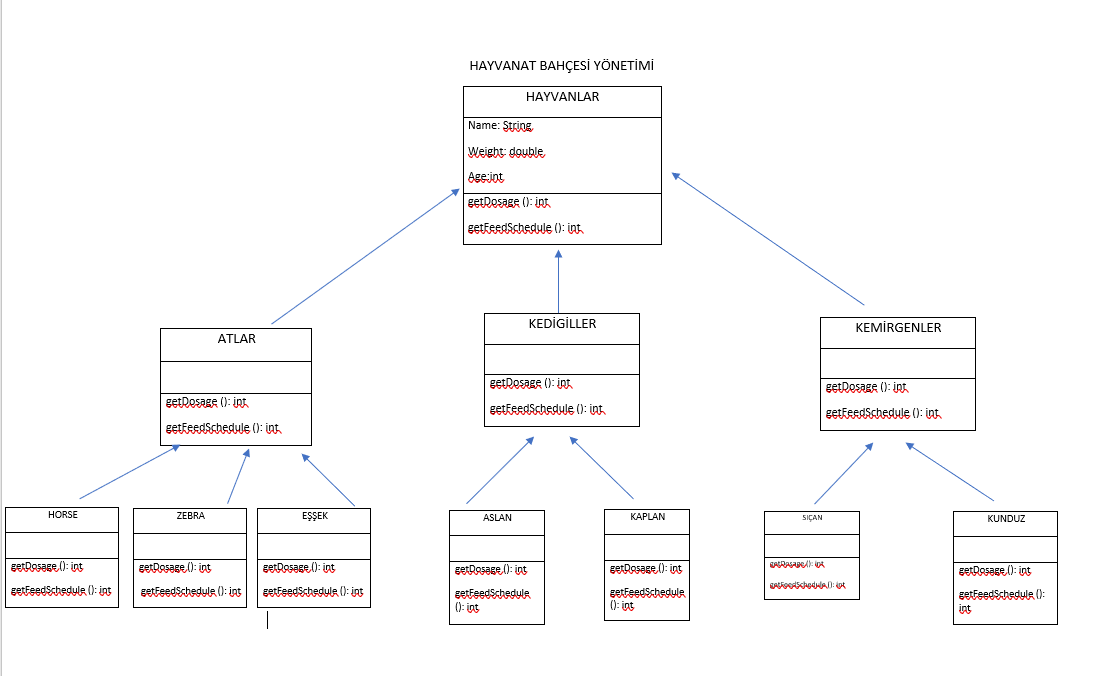 HAYVANAT BAHÇESİ YÖNETİMİ
HAYVANLAR
Name: String
Weight: double
Age:int
getDosage (): int
getFeedSchedule (): int
ATLAR
getDosage (): int
getFeedSchedule (): int
KEDİGİLLER
getDosage (): int
getFeedSchedule (): int
KEMİRGENLER
getDosage (): int
getFeedSchedule (): int
HORSE
getDosage (): int
getFeedSchedule (): int
ZEBRA
getDosage (): int
getFeedSchedule (): int
EŞŞEK
getDosage (): int
getFeedSchedule (): int
ASLAN
getDosage (): int
getFeedSchedule
(): int
KAPLAN
getDosage (): int
getFeedSchedule
(): int
SIÇAN
getDosage (): int
getFeedSchedule (): int
KUNDUZ
getDosage (): int
getFeedSchedule ():
int